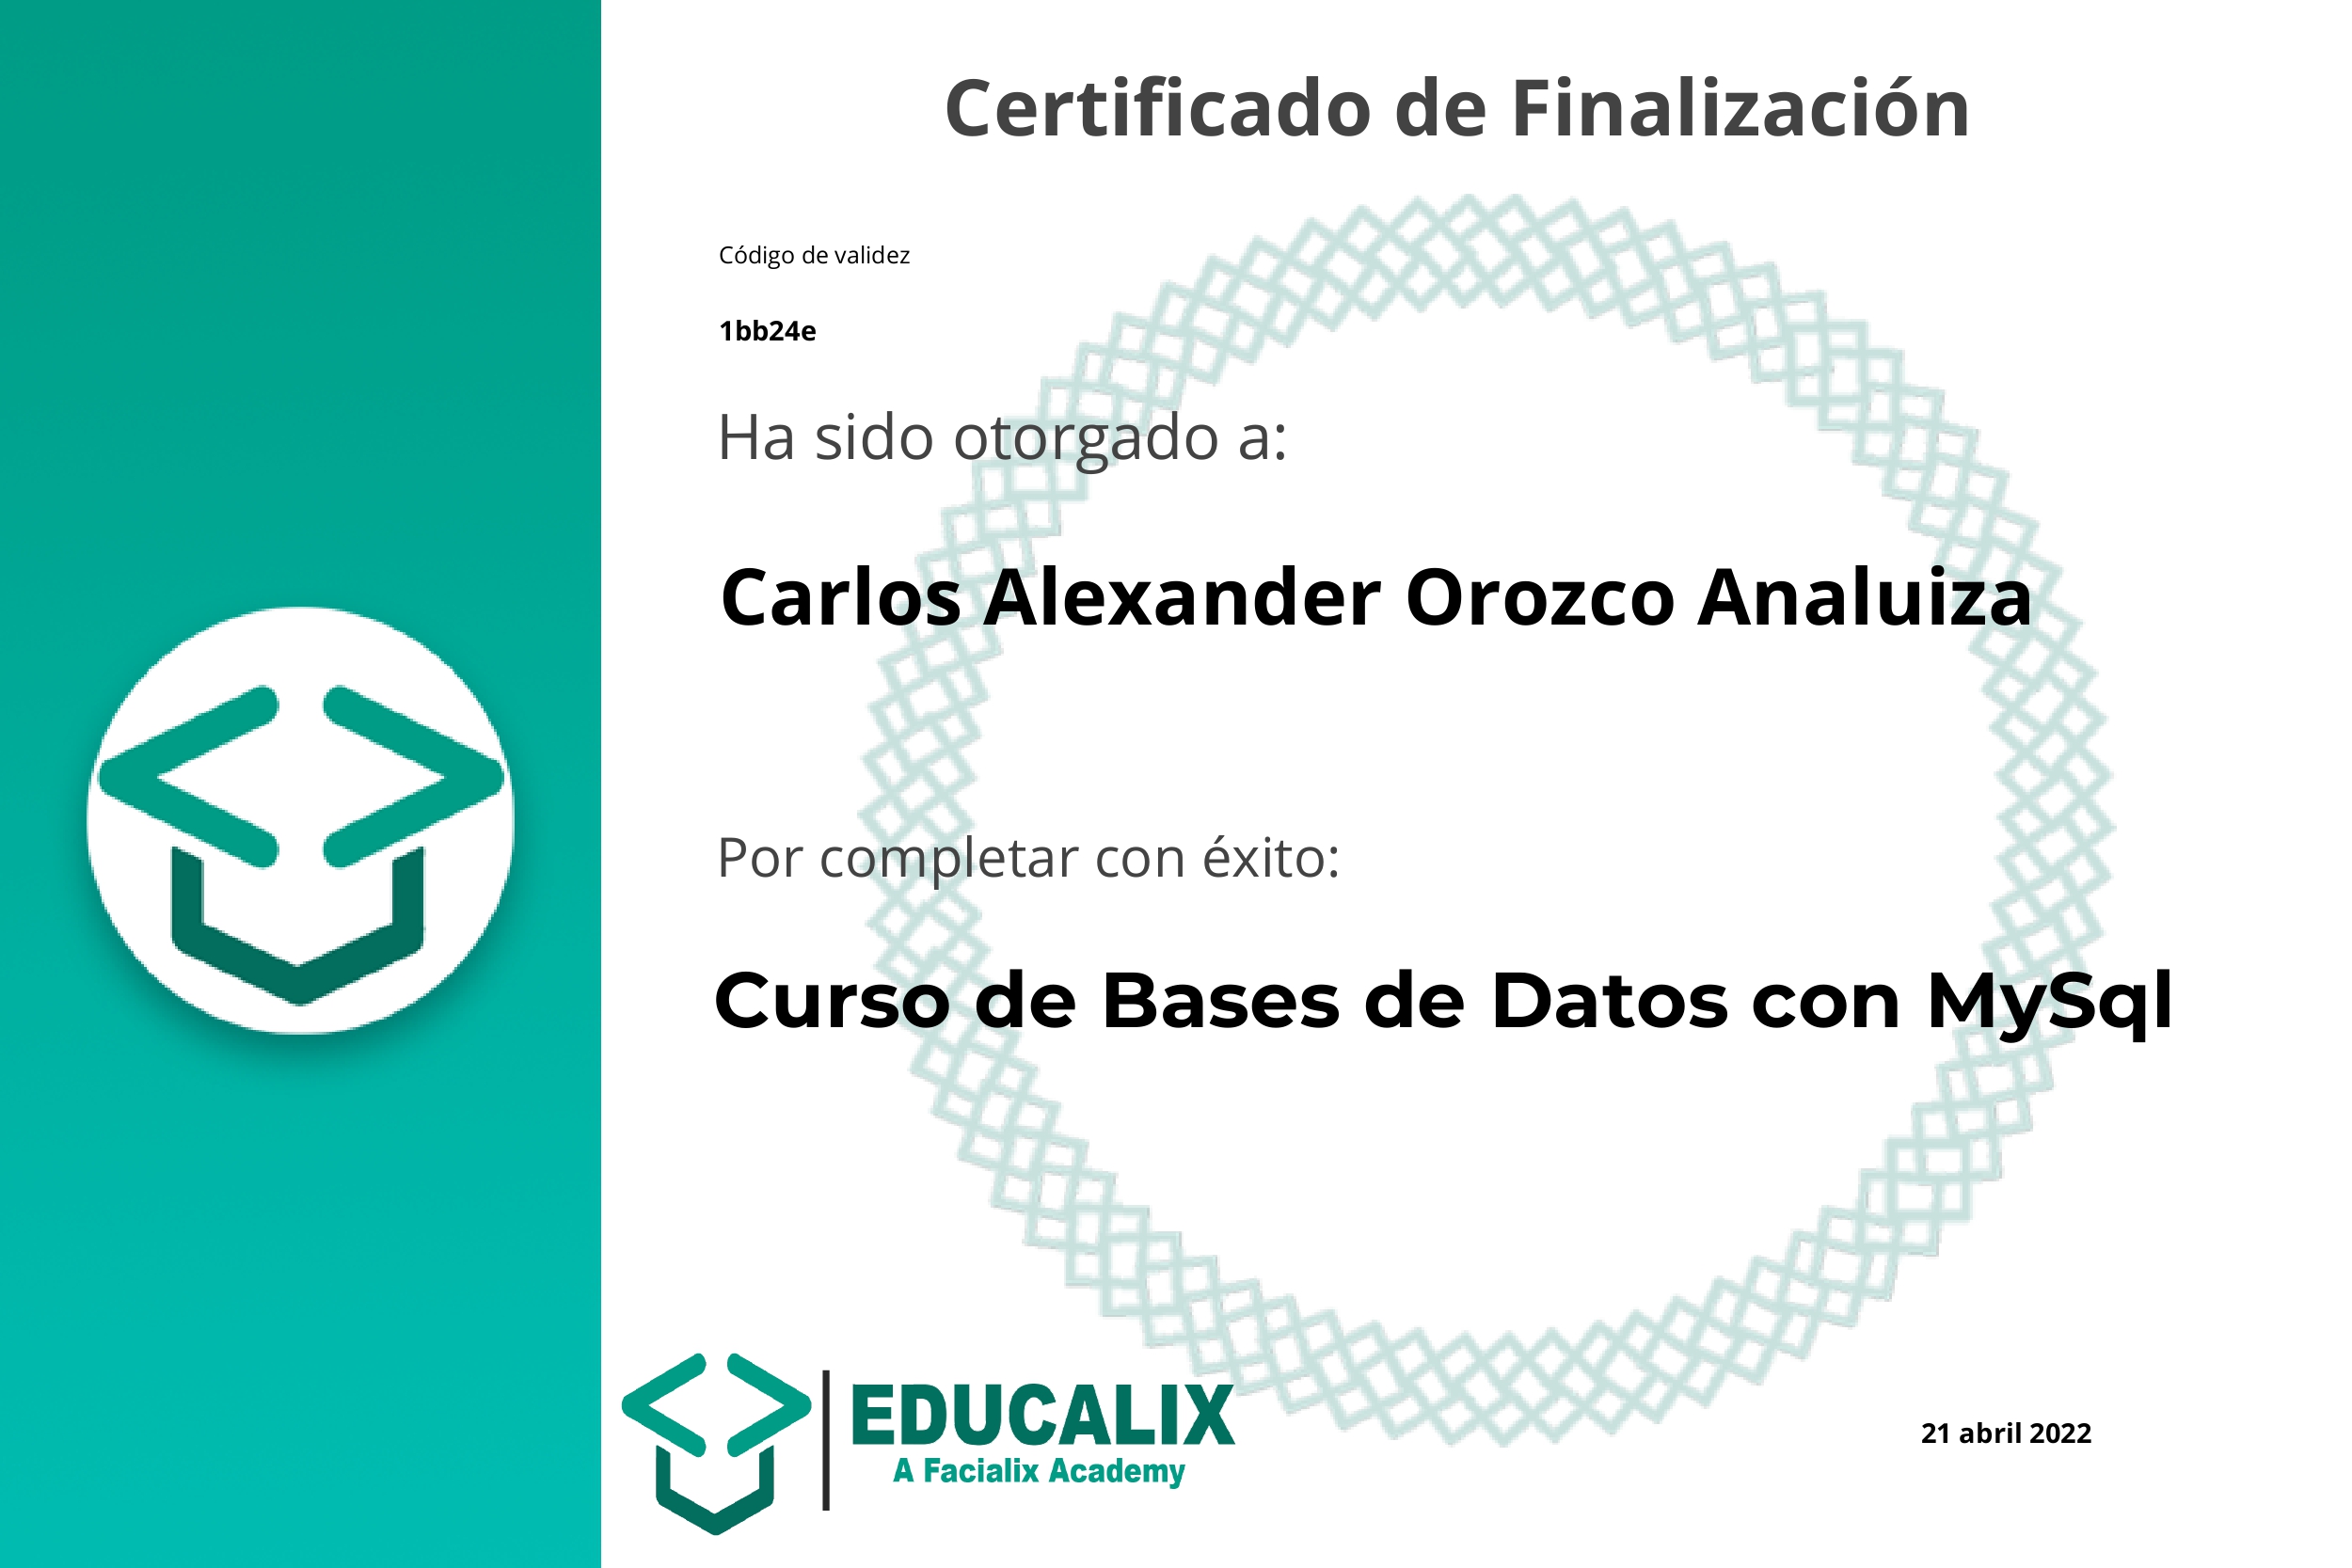 Certificado de Finalización
Código de validez
1bb24e
Ha sido otorgado a:
Carlos Alexander Orozco Analuiza
Por completar con éxito:
Curso de Bases de Datos con MySql
EDUCALIX
A Facialix Academy
21 abril 2022